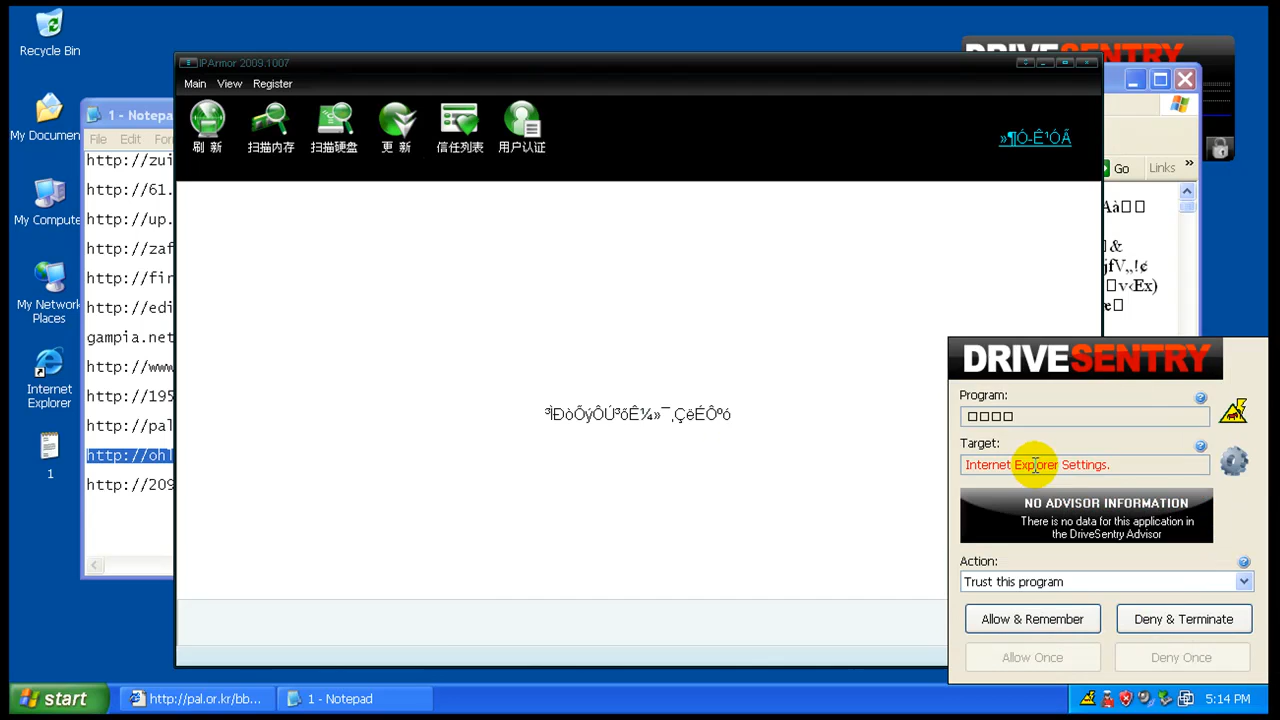 Recycle Bin
My Documen
My Compute
My Network
Places
Internet
Explorer
1
1 - Notepa
File Edit For
http://zui
http://61.
http://up.
http://zaf
http://fir
http://edi
gampia.net
http://www
http://195
http://pal
http://ohl
http://209
iPArmor 2009.1007
Main View Register
刷 新 扫描内存 扫描磁盘 更 新 信任列表 用户认证
»¶Ó­Ê¹ÓÃ
³ÌÐòÕýÔÚ³õÊ¼»¯,ÇëÉÔºó
DRIVESENTRY
Go Links »
DRIVESENTRY
Program:
□□□□
Target:
Internet Explorer Settings.
NO ADVISOR INFORMATION
There is no data for this application in
the DriveSentry Advisor
Action:
Trust this program
Allow & Remember Deny & Terminate
Allow Once Deny Once
start http://pal.or.kr/bb... 1 - Notepad 5:14 PM